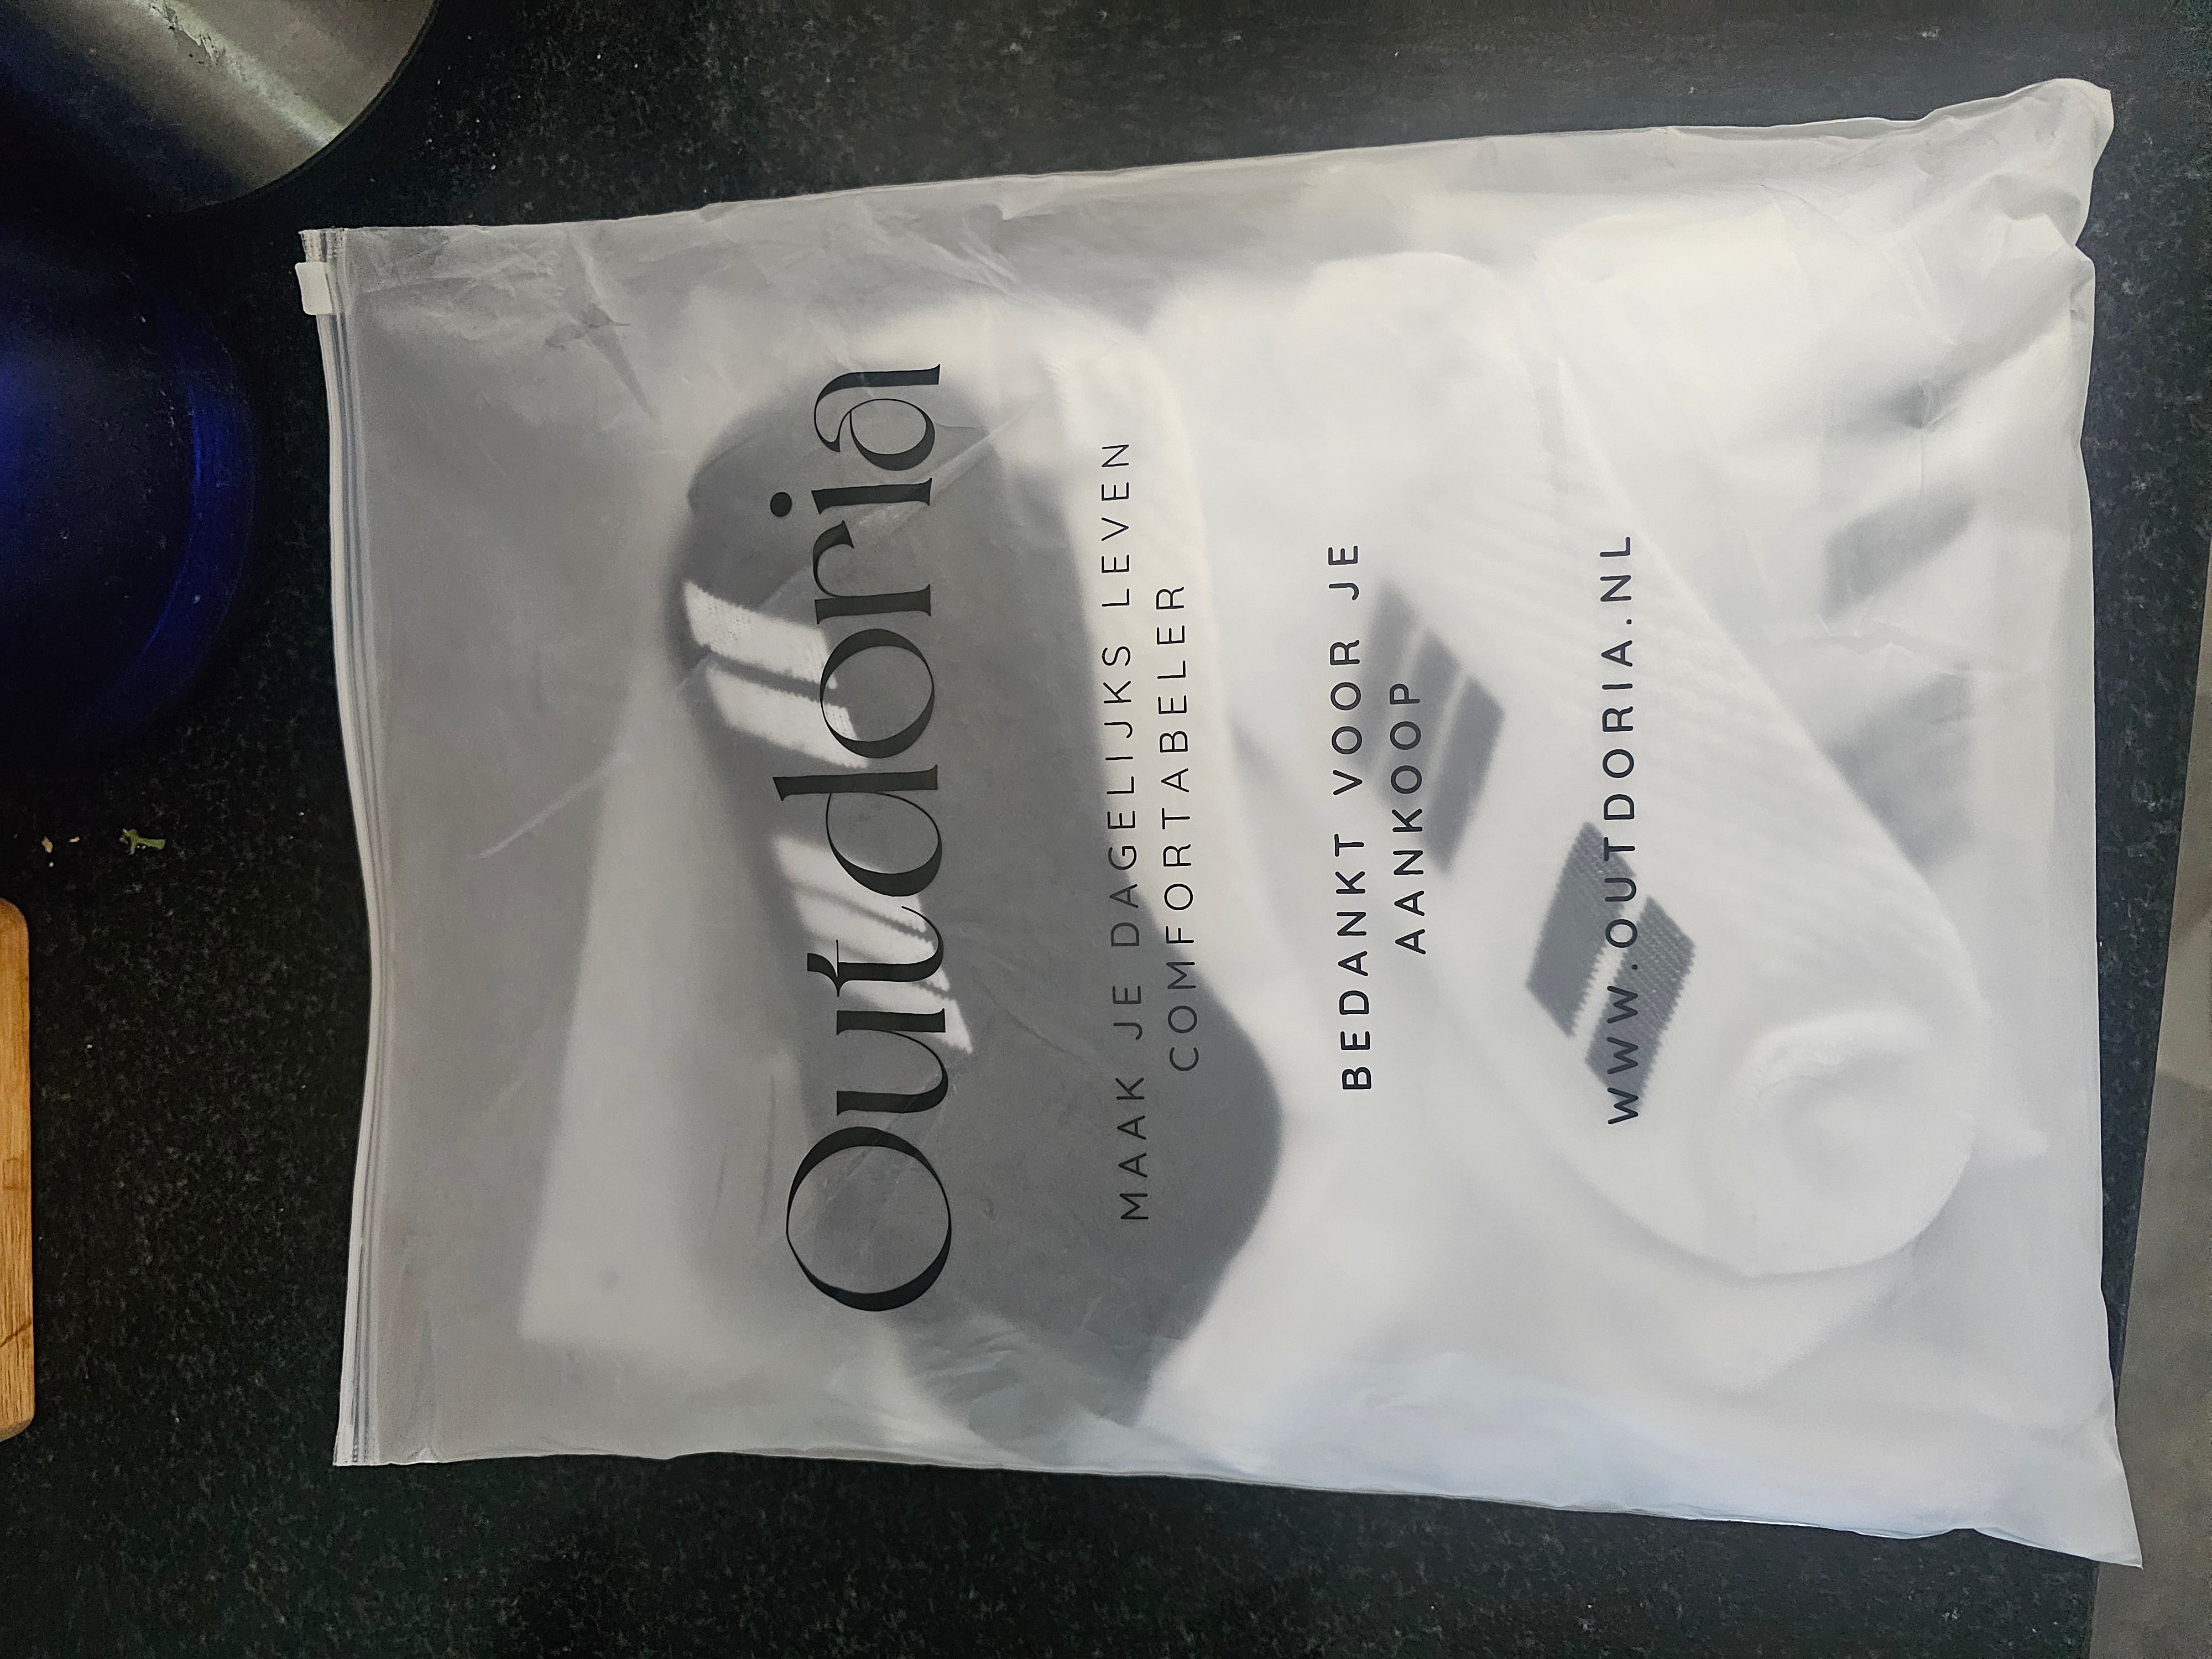 Outdoria
MAAK JE DAGELIJKS LEVEN
COMFORTABELER
BEDANKT VOOR JE
AANKOOP
WWW.OUTDORIA.NL